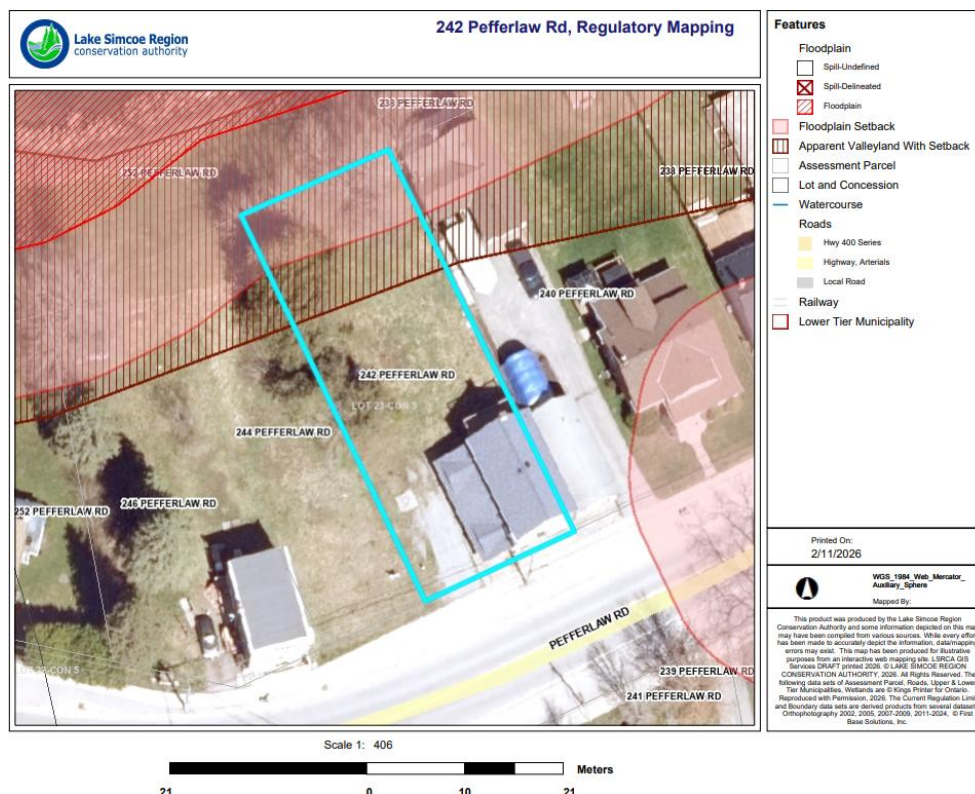 Lake Simcoe Region
conservation authority
242 Pefferlaw Rd, Regulatory Mapping
238 PEFFERLAW RD
252 PEFFERLAW RD
238 PEFFERLAW RD
240 PEFFERLAW RD
242 PEFFERLAW RD
LOT 23-CON 5
244 PEFFERLAW RD
246 PEFFERLAW RD
252 PEFFERLAW RD
PEFFERLAW RD
LOT 23-CON 5
239 PEFFERLAW RD
241 PEFFERLAW RD
Scale 1: 406
Meters
21 0 10 21
Features
Floodplain
Spill-Undefined
Spill-Delineated
Floodplain
Floodplain Setback
Apparent Valleyland With Setback
Assessment Parcel
Lot and Concession
Watercourse
Roads
Hwy 400 Series
Highway, Arterials
Local Road
Railway
Lower Tier Municipality
Printed On:
2/11/2026
WGS_1984_Web_Mercator_
Auxiliary_Sphere
Mapped By:
This product was produced by the Lake Simcoe Region
Conservation Authority and some information depicted on this ma
may have been compiled from various sources. While every effor
has been made to accurately depict the information, data/mapping
errors may exist. This map has been produced for illustrative
purposes from an interactive web mapping site. LSRCA GIS
Services DRAFT printed 2026. © LAKE SIMCOE REGION
CONSERVATION AUTHORITY, 2026. All Rights Reserved. The
following data sets of Assessment Parcel, Roads, Upper & Lower
Tier Municipalities, Wetlands are © Kings Printer for Ontario.
Reproduced with Permission, 2026. The Current Regulation Limi
and Boundary data sets are derived products from several dataset
Orthophotography 2002, 2005, 2007-2009, 2011-2024, © First
Base Solutions, Inc.